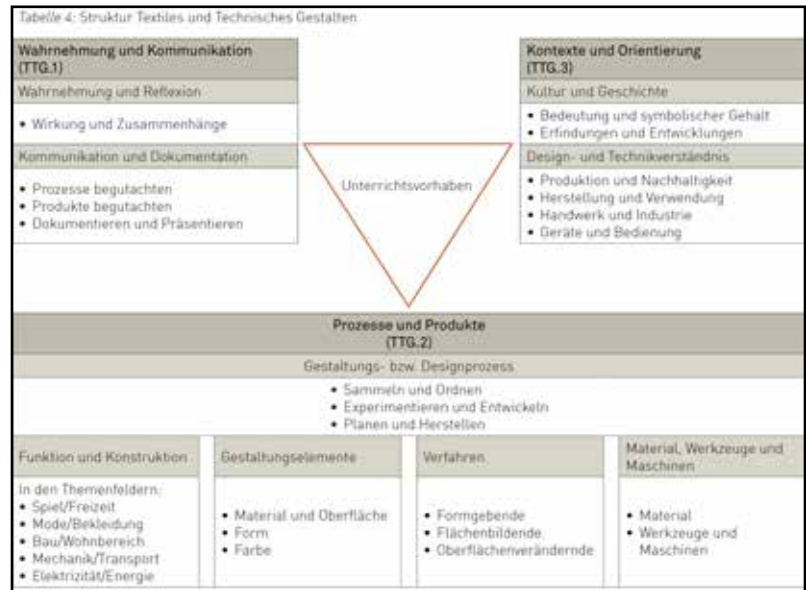 Tabelle 4: Struktur Textiles und Technisches Gestalten
Wahrnehmung und Kommunikation
(TTG.1)
Wahrnehmung und Reflexion
• Wirkung und Zusammenhänge
Kommunikation und Dokumentation
• Prozesse begutachten
• Produkte begutachten
• Dokumentieren und Präsentieren
Unterrichtsvorhaben
Kontexte und Orientierung
(TTG.3)
Kultur und Geschichte
• Bedeutung und symbolischer Gehalt
• Erfindungen und Entwicklungen
Design- und Technikverständnis
• Produktion und Nachhaltigkeit
• Herstellung und Verwendung
• Handwerk und Industrie
• Geräte und Bedienung
Prozesse und Produkte
(TTG.2)
Gestaltungs- bzw. Designprozess
• Sammeln und Ordnen
• Experimentieren und Entwickeln
• Planen und Herstellen
Funktion und Konstruktion
In den Themenfeldern:
• Spiel/Freizeit
• Mode/Bekleidung
• Bau/Wohnbereich
• Mechanik/Transport
• Elektrizität/Energie
Gestaltungselemente
• Material und Oberfläche
• Form
• Farbe
Verfahren
• Formgebende
• Flächenbildende
• Oberflächenverändernde
Material, Werkzeuge und
Maschinen
• Material
• Werkzeuge und
Maschinen